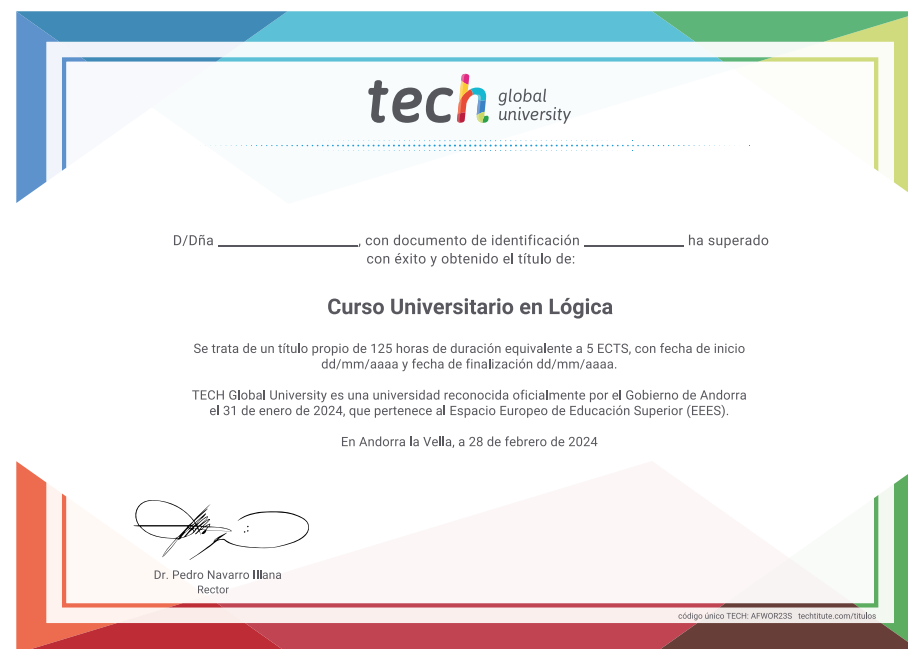 tech global
university
D/Dña ____________________, con documento de identificación ______________ ha superado
con éxito y obtenido el título de:
Curso Universitario en Lógica
Se trata de un título propio de 125 horas de duración equivalente a 5 ECTS, con fecha de inicio
dd/mm/aaaa y fecha de finalización dd/mm/aaaa.
TECH Global University es una universidad reconocida oficialmente por el Gobierno de Andorra
el 31 de enero de 2024, que pertenece al Espacio Europeo de Educación Superior (EEES).
En Andorra la Vella, a 28 de febrero de 2024
Dr. Pedro Navarro Illana
Rector
código único TECH: AFWOR23S techtitute.com/titulos